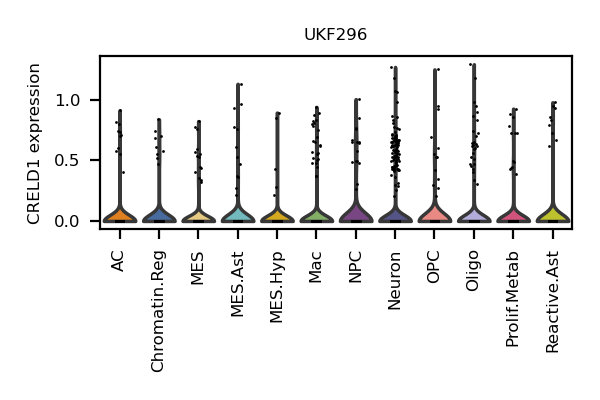 UKF296
CRELD1 expression
1.0
0.5
0.0
AC
Chromatin.Reg
MES
MES.Ast
MES.Hyp
Mac
NPC
Neuron
OPC
Oligo
Prolif.Metab
Reactive.Ast